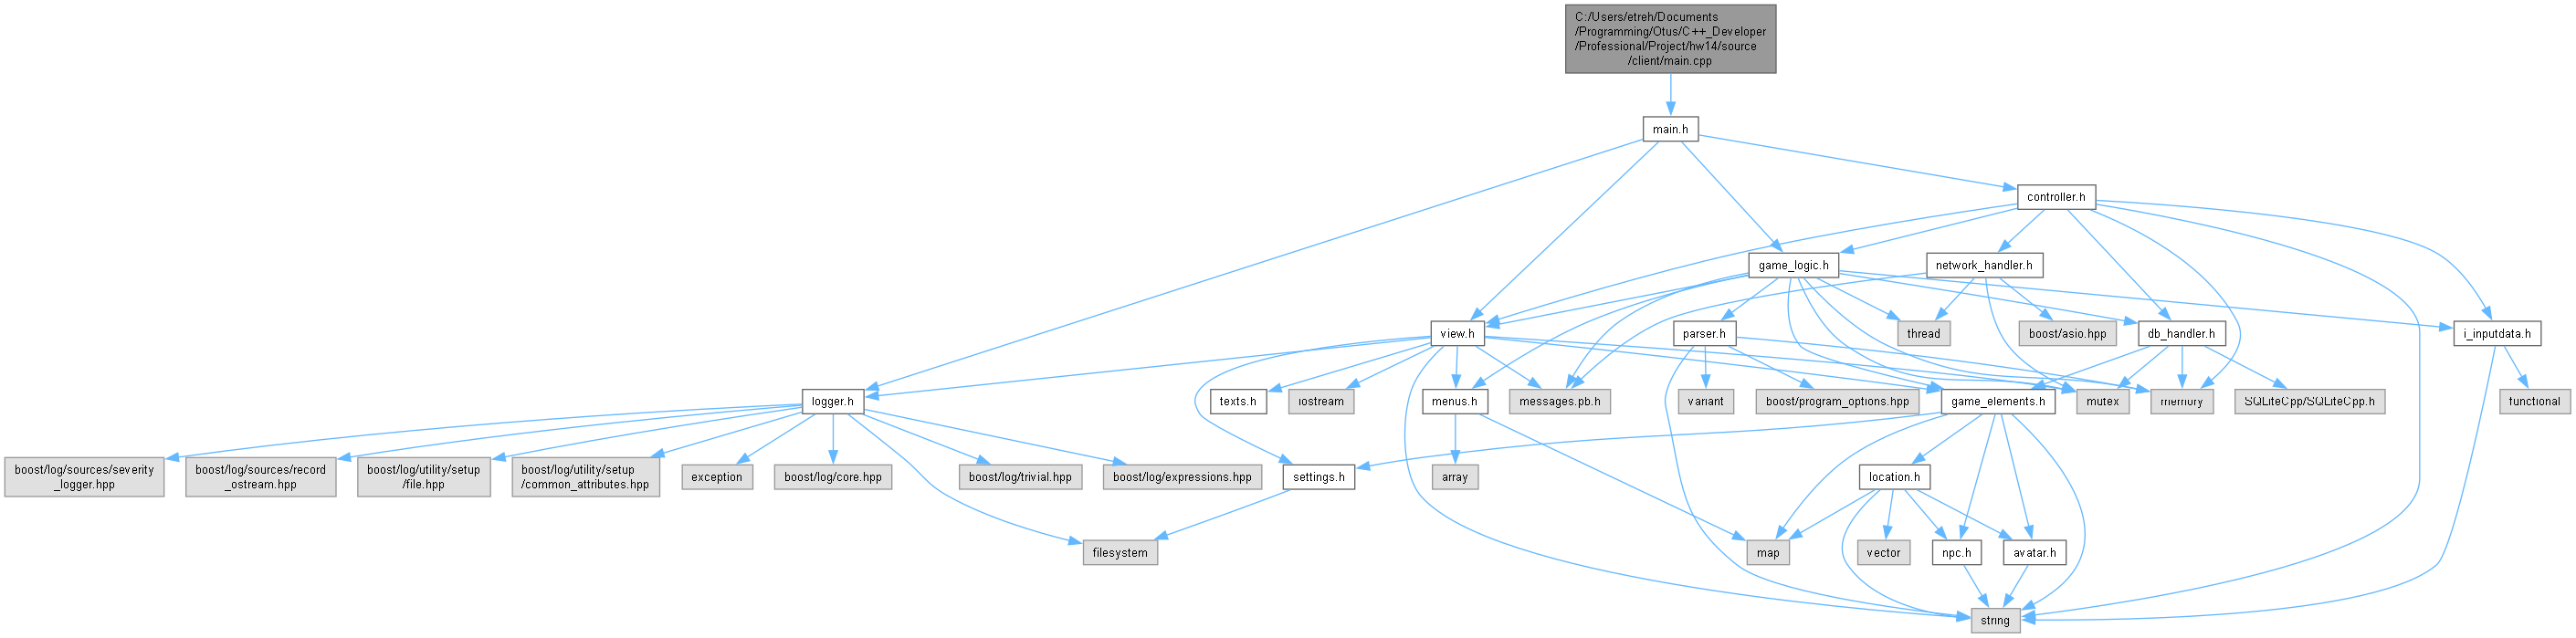 C:/Users/etreh/Documents
/Programming/Otus/C++_Developer
/Professional/Project/hw14/source
/client/main.cpp
main.h
controller.h
game_logic.h
network_handler.h
view.h
parser.h
thread
boost/asio.hpp
db_handler.h
i_inputdata.h
logger.h
texts.h
iostream
menus.h
messages.pb.h
variant
boost/program_options.hpp
game_elements.h
mutex
memory
SQLiteCpp/SQLiteCpp.h
functional
boost/log/sources/severity
_logger.hpp
boost/log/sources/record
_ostream.hpp
boost/log/utility/setup
/file.hpp
boost/log/utility/setup
/common_attributes.hpp
exception
boost/log/core.hpp
boost/log/trivial.hpp
boost/log/expressions.hpp
settings.h
array
location.h
filesystem
map
vector
npc.h
avatar.h
string